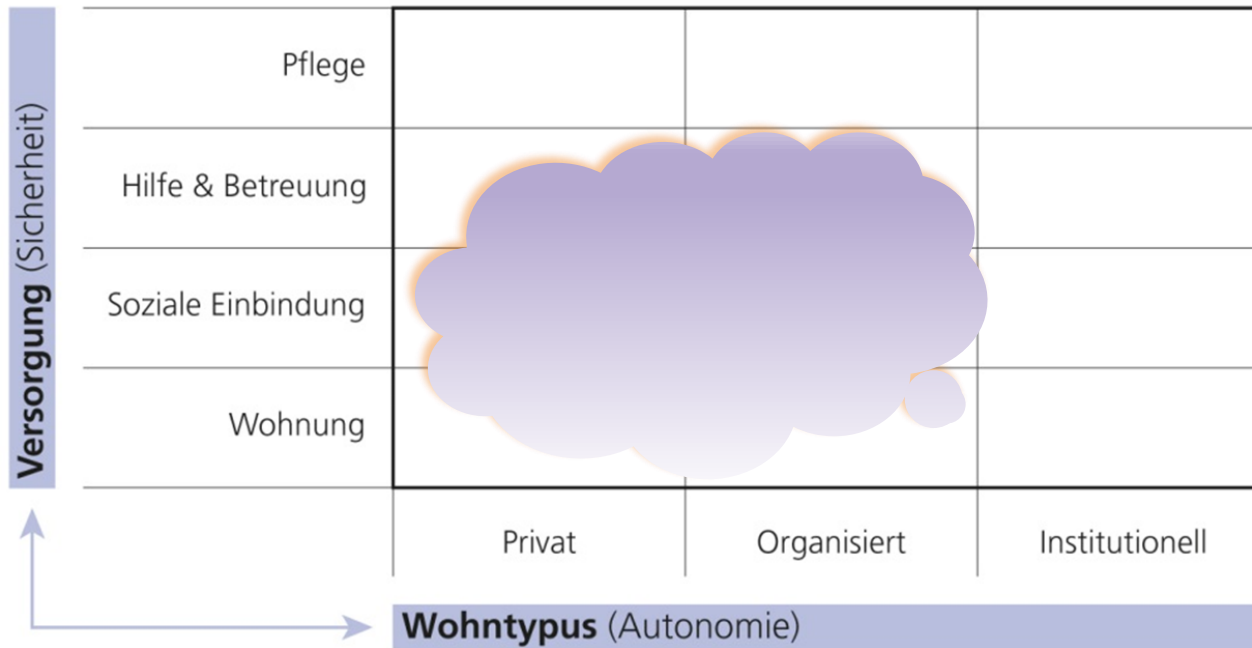 Versorgung (Sicherheit)
Pflege
Hilfe & Betreuung
Soziale Einbindung
Wohnung
Privat
Organisiert
Institutionell
Wohntypus (Autonomie)